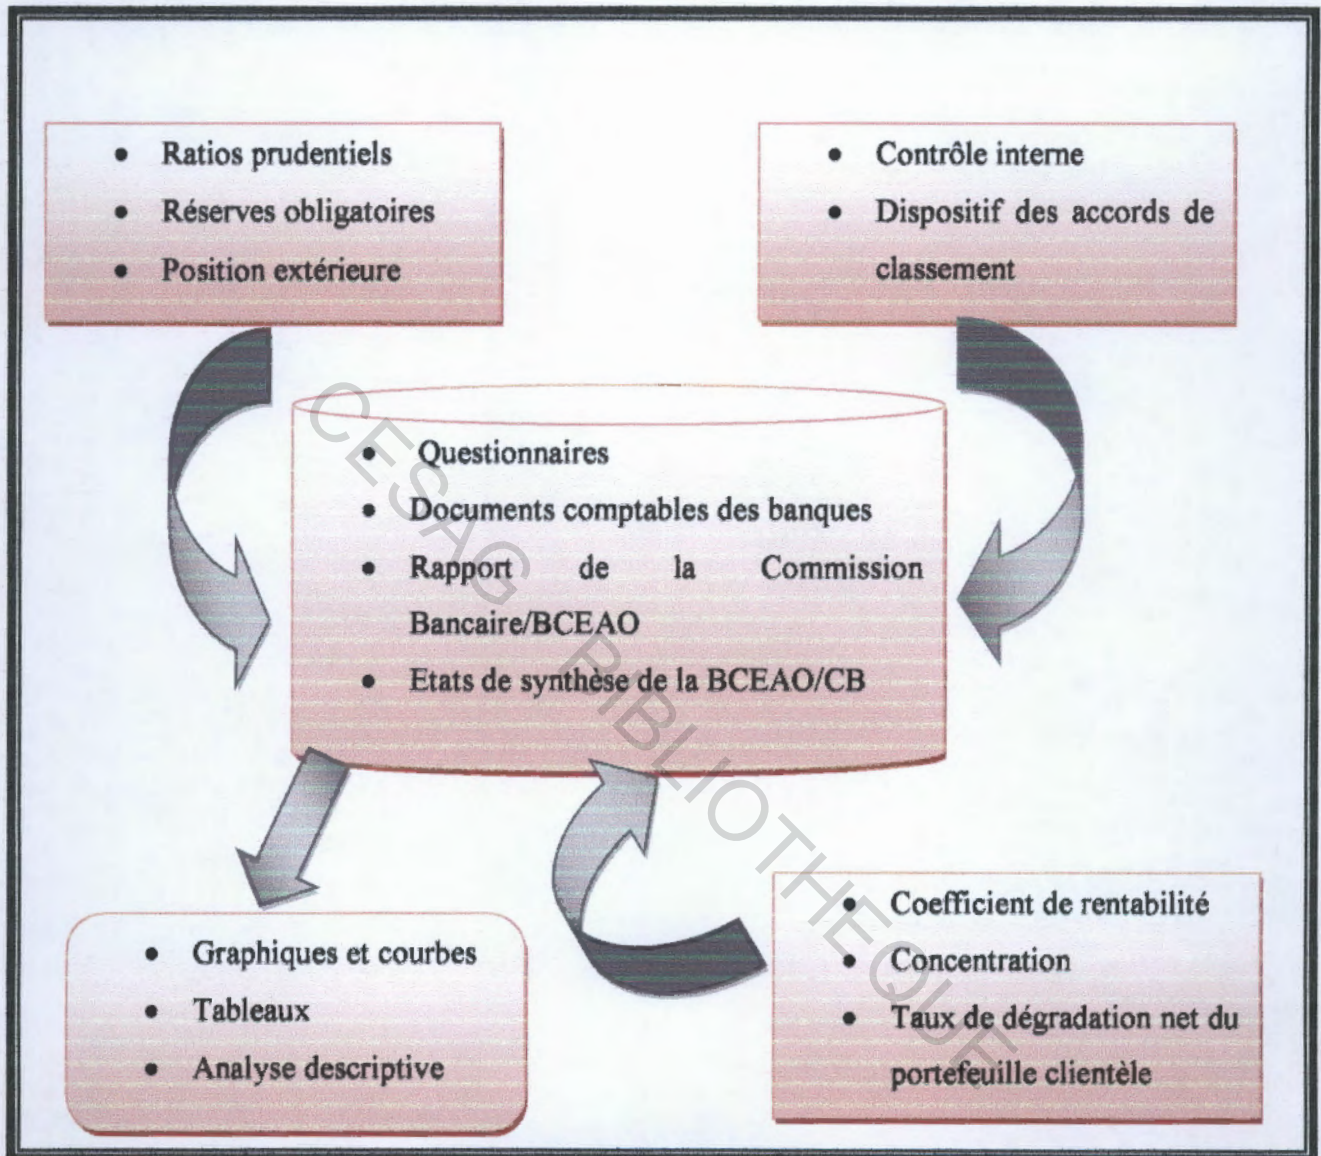 • Ratios prudentiels
• Réserves obligatoires
• Position extérieure
• Contrôle interne
• Dispositif des accords de
classement
• Questionnaires
• Documents comptables des banques
• Rapport de la Commission
Bancaire/BCEAO
• Etats de synthèse de la BCEAO/CB
• Graphiques et courbes
• Tableaux
• Analyse descriptive
• Coefficient de rentabilité
• Concentration
• Taux de dégradation net du
portefeuille clientèle
CESAG BIBLIOTHEQUE